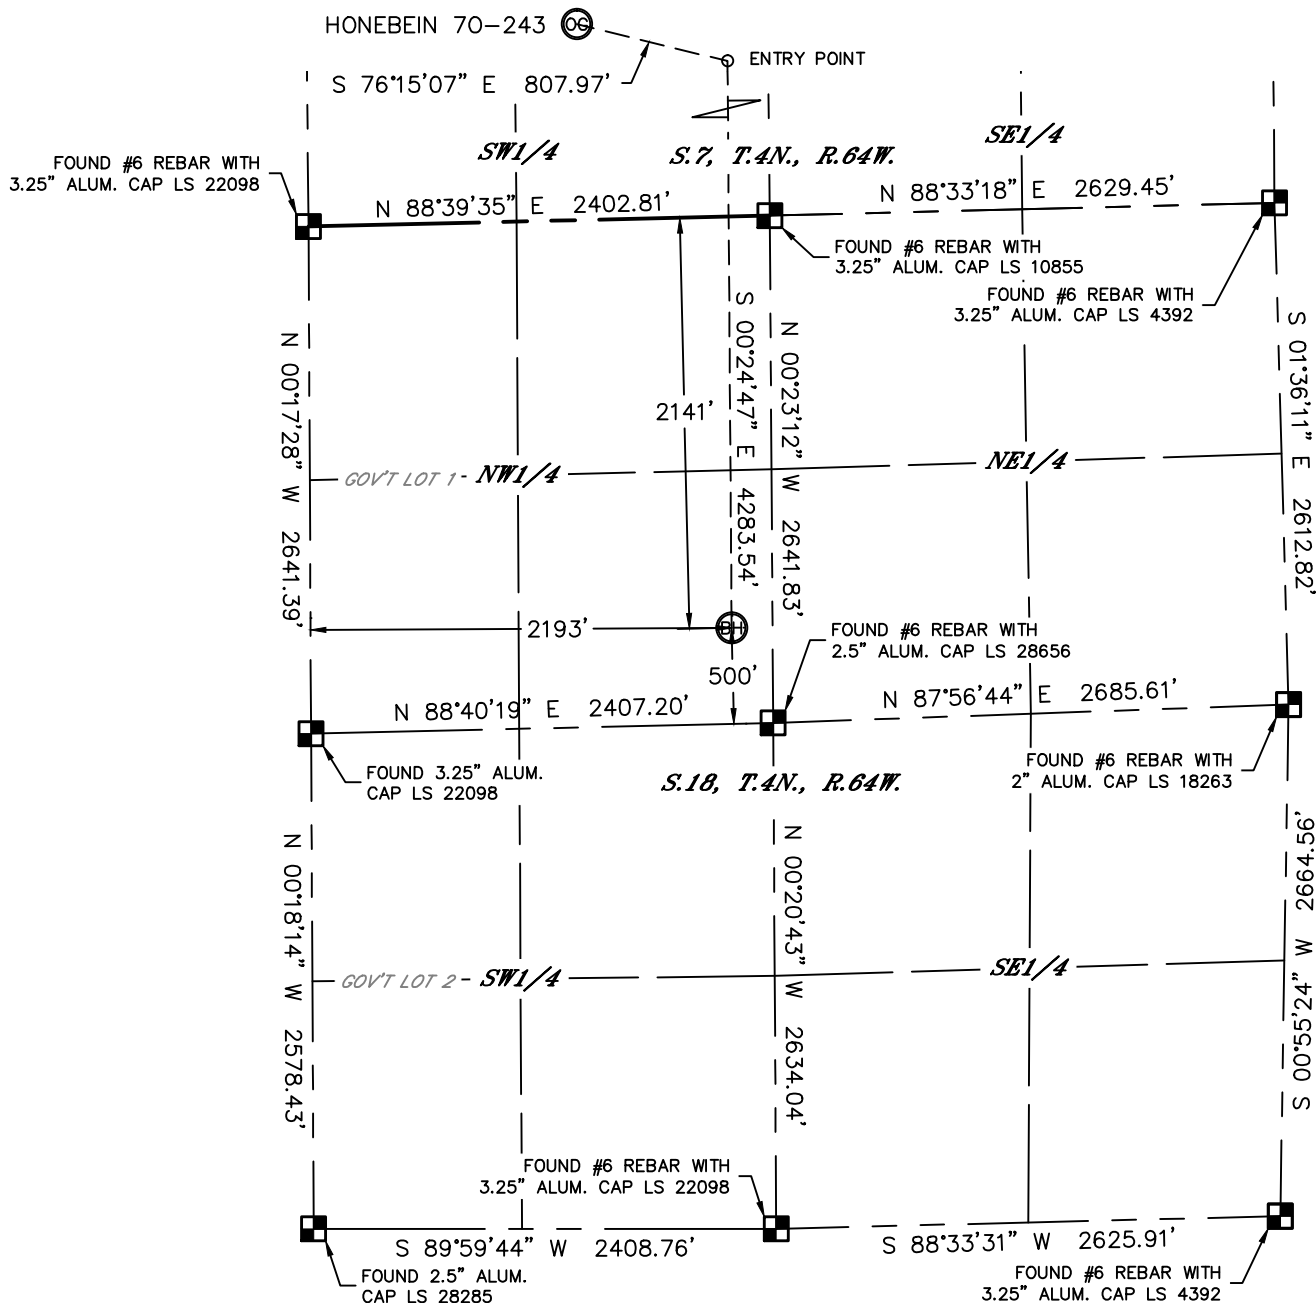 HONEBEIN 70-243 OG
ENTRY POINT
S 76°15'07" E 807.97'
SW1/4
SE1/4
S.7, T.4N., R.64W.
FOUND #6 REBAR WITH
3.25" ALUM. CAP LS 22098
N 88°39'35" E 2402.81'
N 88°33'18" E 2629.45'
FOUND #6 REBAR WITH
3.25" ALUM. CAP LS 10855
FOUND #6 REBAR WITH
3.25" ALUM. CAP LS 4392
N 00°17'28" W 2641.39'
2141'
S 00°24'47" E 4283.54'
N 00°23'12" W 2641.83'
S 01°36'11" E 2612.82'
GOV'T LOT 1 - NW1/4
NE1/4
2193'
BH
500'
FOUND #6 REBAR WITH
2.5" ALUM. CAP LS 28656
N 88°40'19" E 2407.20'
N 87°56'44" E 2685.61'
FOUND 3.25" ALUM.
CAP LS 22098
S.18, T.4N., R.64W.
FOUND #6 REBAR WITH
2" ALUM. CAP LS 18263
N 00°18'14" W 2578.43'
N 00°20'43" W 2634.04'
S 00°55'24" W 2664.56'
GOV'T LOT 2 - SW1/4
SE1/4
FOUND #6 REBAR WITH
3.25" ALUM. CAP LS 22098
S 89°59'44" W 2408.76'
S 88°33'31" W 2625.91'
FOUND 2.5" ALUM.
CAP LS 28285
FOUND #6 REBAR WITH
3.25" ALUM. CAP LS 4392